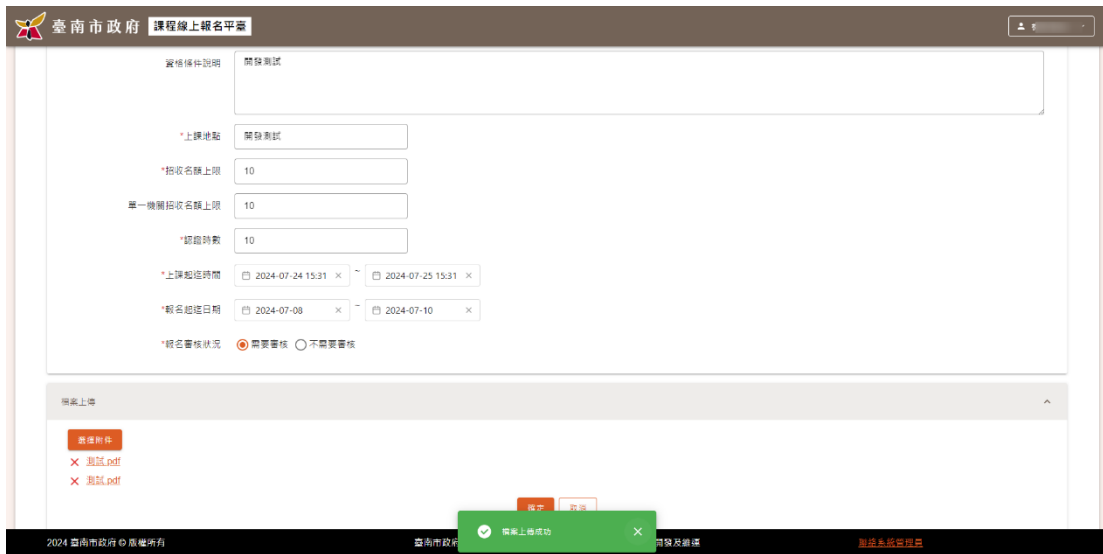 臺南市政府 課程線上報名平臺
資格條件說明 開發測試
*上課地點 開發測試
*招收名額上限 10
單一機關招收名額上限 10
*認證時數 10
*上課起迄時間 2024-07-24 15:31 × ~ 2024-07-25 15:31 ×
*報名起迄日期 2024-07-08 × ~ 2024-07-10 ×
*報名審核狀況 需要審核 不需要審核
檔案上傳
選擇附件
測試.pdf
測試.pdf
確定 取消
檔案上傳成功
2024 臺南市政府 © 版權所有 臺南市政府 開發及維運 聯絡系統管理員